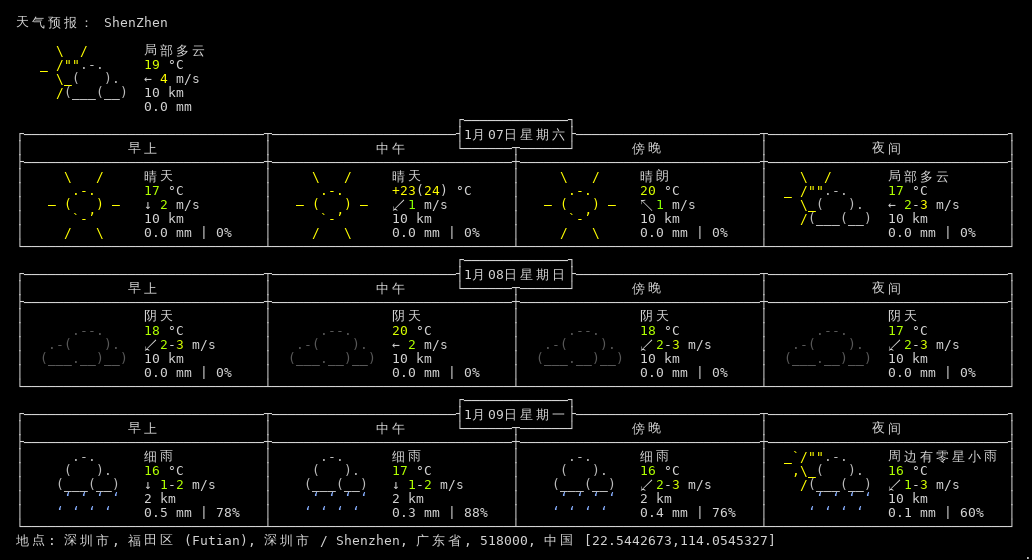 天气预报： ShenZhen
局部多云
19 °C
← 4 m/s
10 km
0.0 mm
1月07日星期六
早上 中午 傍晚 夜间
晴天 晴天 晴朗 局部多云
17 °C +23(24) °C 20 °C 17 °C
↓ 2 m/s ↙ 1 m/s ↖ 1 m/s ← 2-3 m/s
10 km 10 km 10 km 10 km
0.0 mm | 0% 0.0 mm | 0% 0.0 mm | 0% 0.0 mm | 0%
1月08日星期日
早上 中午 傍晚 夜间
阴天 阴天 阴天 阴天
18 °C 20 °C 18 °C 17 °C
↙ 2-3 m/s ← 2 m/s ↙ 2-3 m/s ↙ 2-3 m/s
10 km 10 km 10 km 10 km
0.0 mm | 0% 0.0 mm | 0% 0.0 mm | 0% 0.0 mm | 0%
1月09日星期一
早上 中午 傍晚 夜间
细雨 细雨 细雨 周边有零星小雨
16 °C 17 °C 16 °C 16 °C
↓ 1-2 m/s ↓ 1-2 m/s ↙ 2-3 m/s ↙ 1-3 m/s
2 km 2 km 2 km 10 km
0.5 mm | 78% 0.3 mm | 88% 0.4 mm | 76% 0.1 mm | 60%
地点: 深圳市, 福田区 (Futian), 深圳市 / Shenzhen, 广东省, 518000, 中国 [22.5442673,114.0545327]